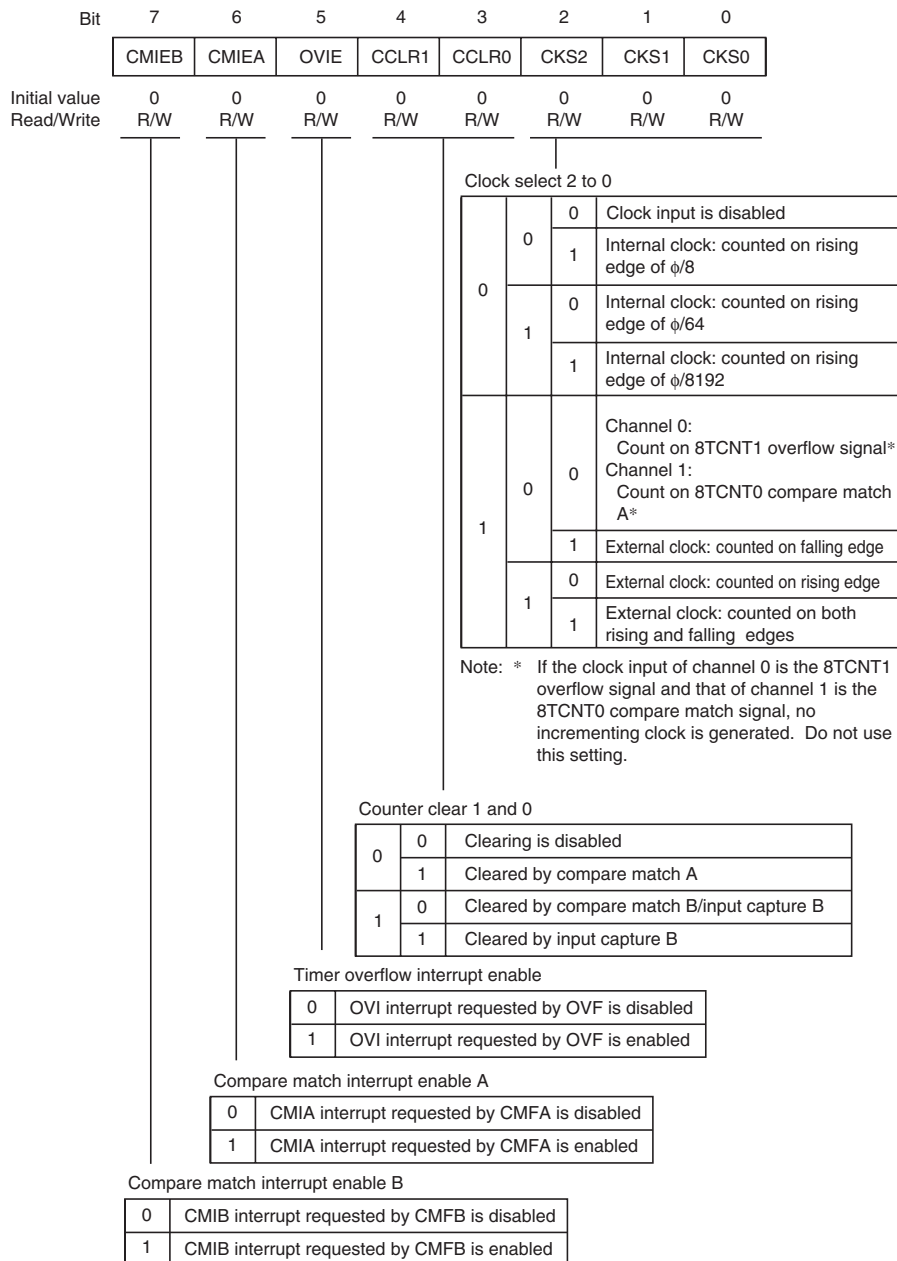 Bit 7 6 5 4 3 2 1 0
CMIEB CMIEA OVIE CCLR1 CCLR0 CKS2 CKS1 CKS0
Initial value 0 0 0 0 0 0 0 0
Read/Write R/W R/W R/W R/W R/W R/W R/W R/W
Clock select 2 to 0
0 0 0 Clock input is disabled
1 Internal clock: counted on rising
edge of ϕ/8
1 0 Internal clock: counted on rising
edge of ϕ/64
1 Internal clock: counted on rising
edge of ϕ/8192
1 0 0 Channel 0:
Count on 8TCNT1 overflow signal*
Channel 1:
Count on 8TCNT0 compare match
A*
1 External clock: counted on falling edge
1 0 External clock: counted on rising edge
1 External clock: counted on both
rising and falling edges
Note: * If the clock input of channel 0 is the 8TCNT1
overflow signal and that of channel 1 is the
8TCNT0 compare match signal, no
incrementing clock is generated. Do not use
this setting.
Counter clear 1 and 0
0 0 Clearing is disabled
1 Cleared by compare match A
1 0 Cleared by compare match B/input capture B
1 Cleared by input capture B
Timer overflow interrupt enable
0 OVI interrupt requested by OVF is disabled
1 OVI interrupt requested by OVF is enabled
Compare match interrupt enable A
0 CMIA interrupt requested by CMFA is disabled
1 CMIA interrupt requested by CMFA is enabled
Compare match interrupt enable B
0 CMIB interrupt requested by CMFB is disabled
1 CMIB interrupt requested by CMFB is enabled